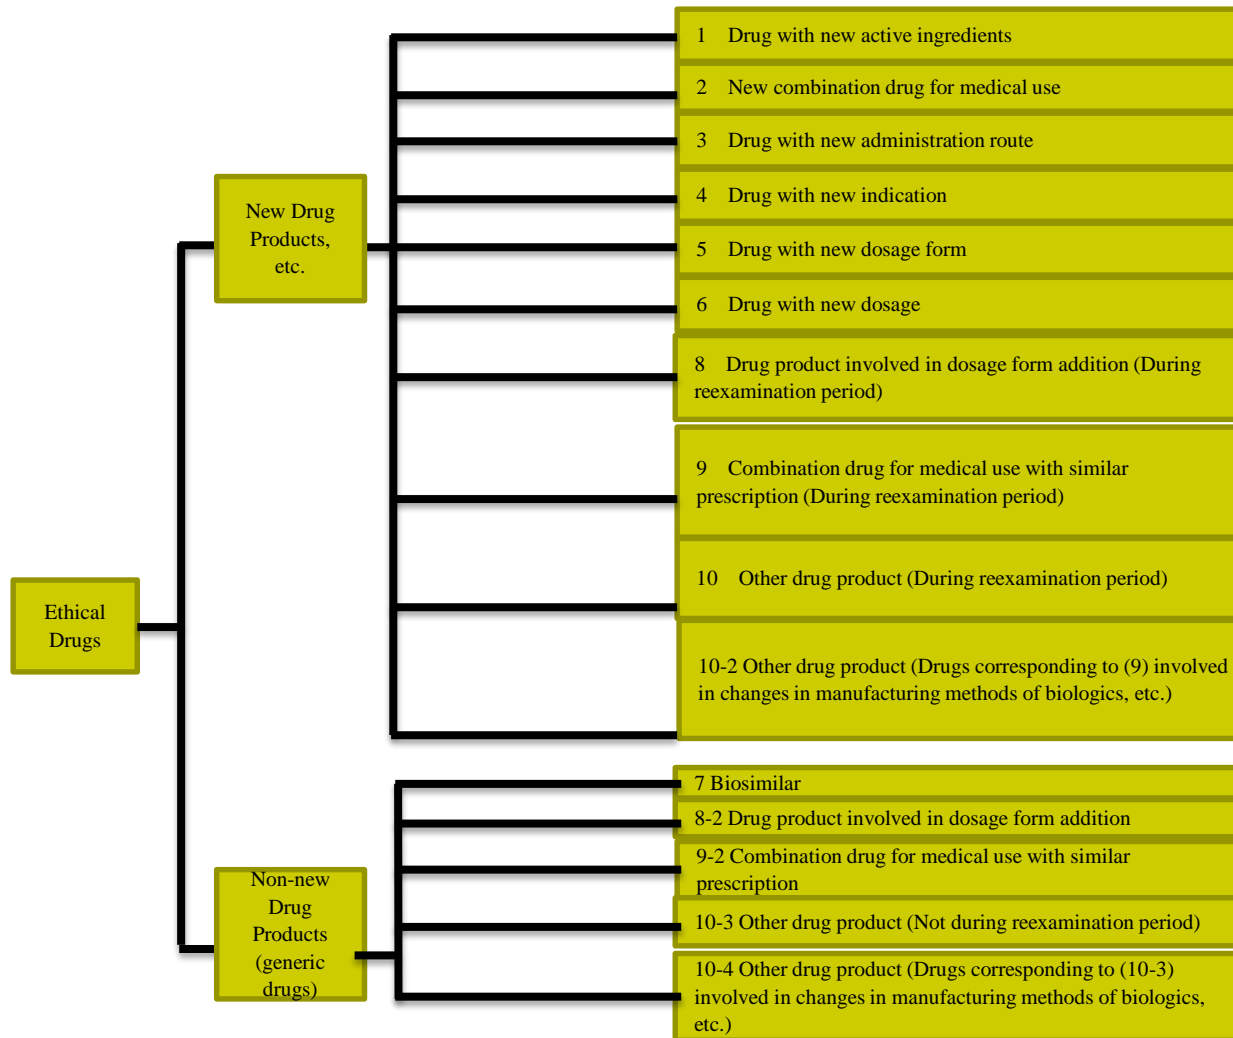 Ethical
Drugs
New Drug
Products,
etc.
1 Drug with new active ingredients
2 New combination drug for medical use
3 Drug with new administration route
4 Drug with new indication
5 Drug with new dosage form
6 Drug with new dosage
8 Drug product involved in dosage form addition (During
reexamination period)
9 Combination drug for medical use with similar
prescription (During reexamination period)
10 Other drug product (During reexamination period)
10-2 Other drug product (Drugs corresponding to (9) involved
in changes in manufacturing methods of biologics, etc.)
Non-new
Drug
Products
(generic
drugs)
7 Biosimilar
8-2 Drug product involved in dosage form addition
9-2 Combination drug for medical use with similar
prescription
10-3 Other drug product (Not during reexamination period)
10-4 Other drug product (Drugs corresponding to (10-3)
involved in changes in manufacturing methods of biologics,
etc.)